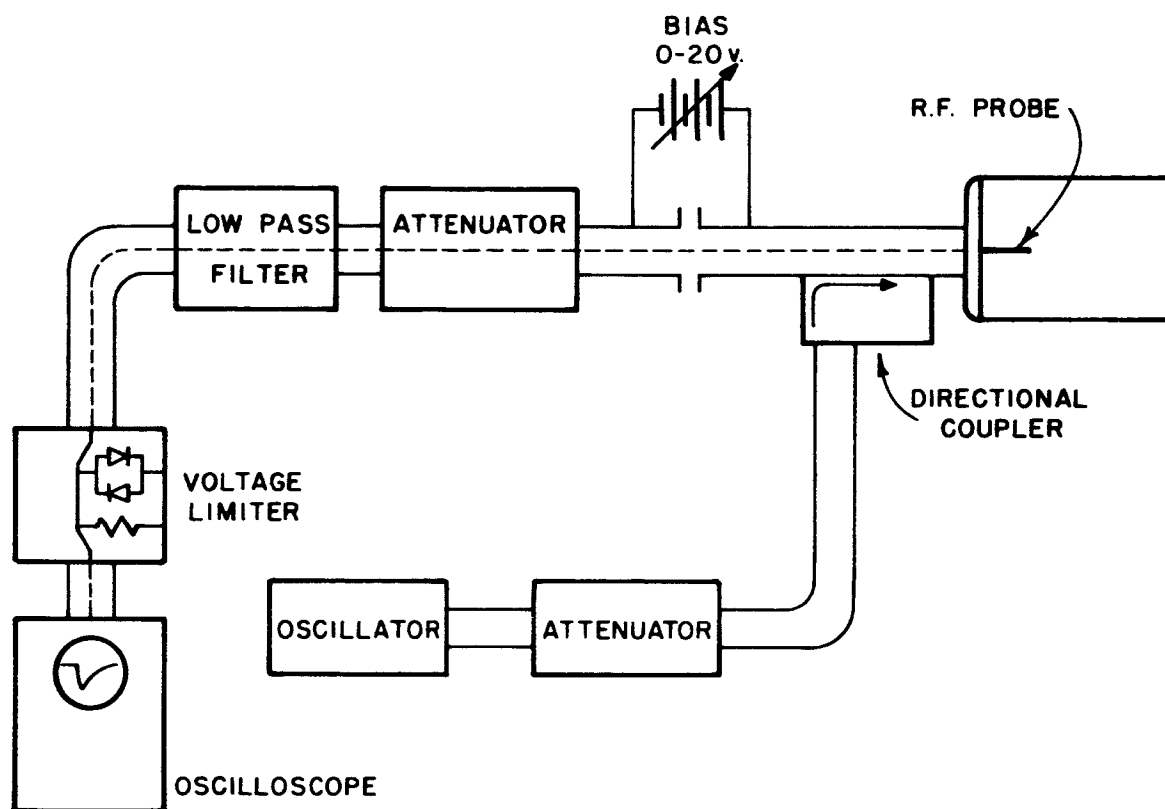 BIAS
0-20 v.
R.F. PROBE
LOW PASS
FILTER
ATTENUATOR
DIRECTIONAL
COUPLER
VOLTAGE
LIMITER
OSCILLATOR
ATTENUATOR
OSCILLOSCOPE